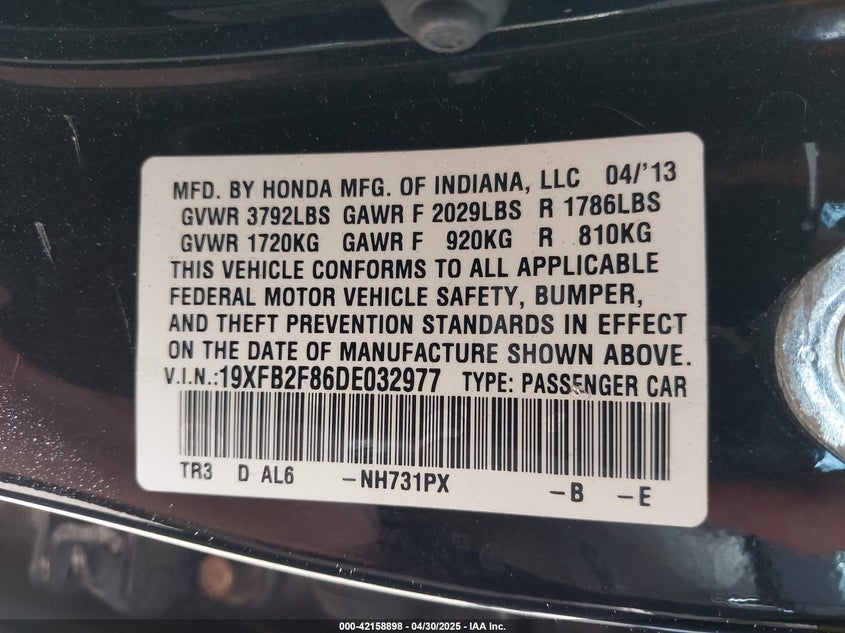 MFD. BY HONDA MFG. OF INDIANA, LLC 04/'13
GVWR 3792LBS GAWR F 2029LBS R 1786LBS
GVWR 1720KG GAWR F 920KG R 810KG
THIS VEHICLE CONFORMS TO ALL APPLICABLE
FEDERAL MOTOR VEHICLE SAFETY, BUMPER,
AND THEFT PREVENTION STANDARDS IN EFFECT
ON THE DATE OF MANUFACTURE SHOWN ABOVE.
V.I.N.:19XFB2F86DE032977 TYPE: PASSENGER CAR
TR3 D AL6 -NH731PX -B -E
000-42158898 - 04/30/2025 - IAA Inc.